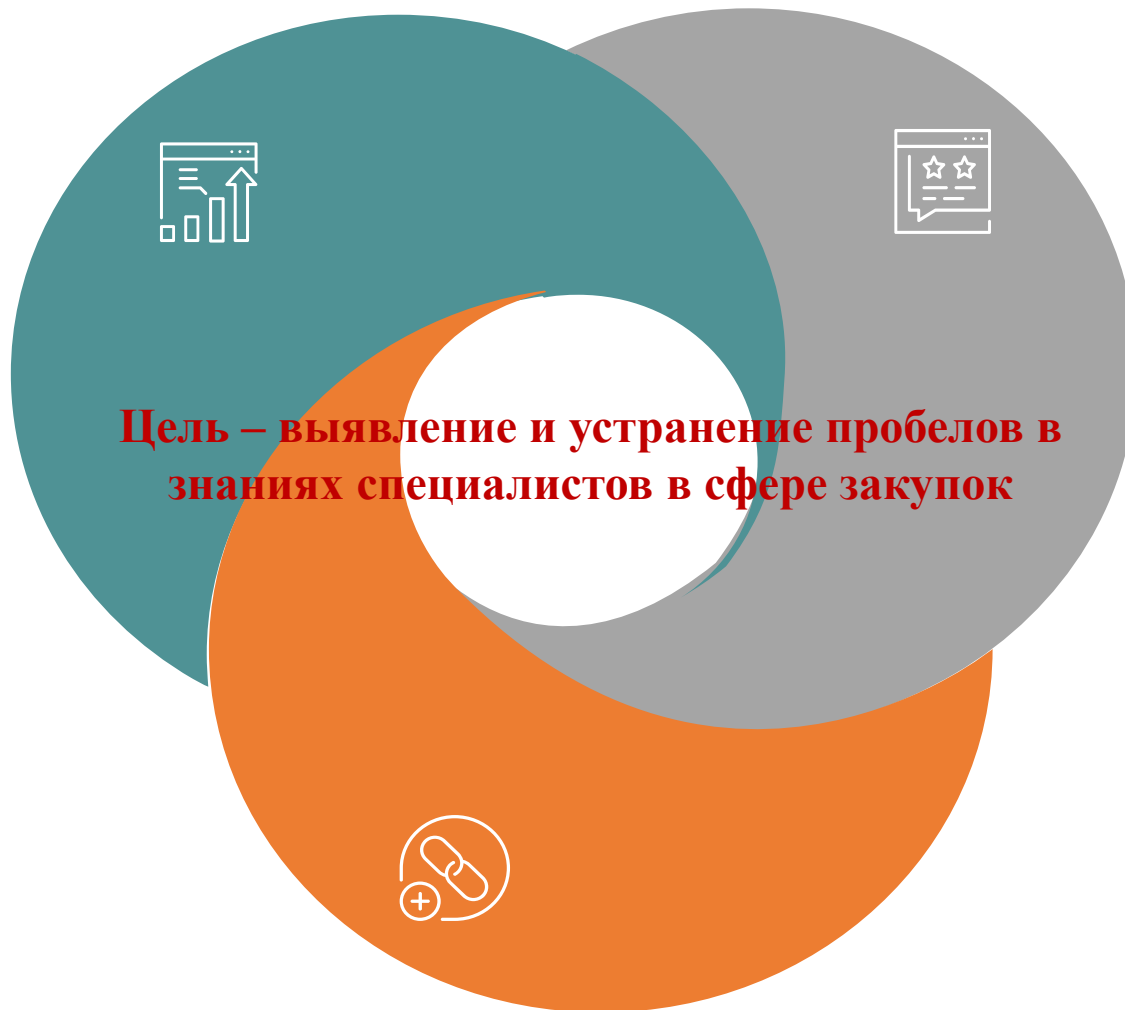 Цель – выявление и устранение пробелов в
знаниях специалистов в сфере закупок